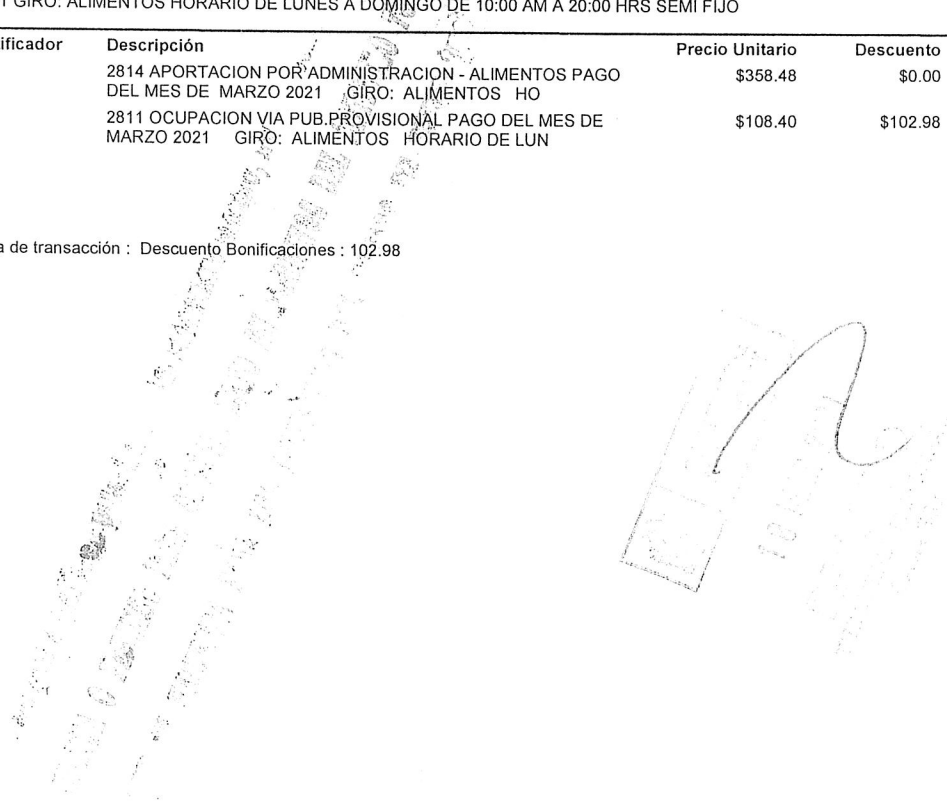 GIRO: ALIMENTOS HORARIO DE LUNES A DOMINGO DE 10:00 AM A 20:00 HRS SEMI FIJO
ificador Descripción Precio Unitario Descuento
2814 APORTACION POR ADMINISTRACION - ALIMENTOS PAGO $358.48 $0.00
DEL MES DE MARZO 2021 GIRO: ALIMENTOS HO
2811 OCUPACION VIA PUB.PROVISIONAL PAGO DEL MES DE $108.40 $102.98
MARZO 2021 GIRO: ALIMENTOS HORARIO DE LUN
a de transacción : Descuento Bonificaciones : 102.98